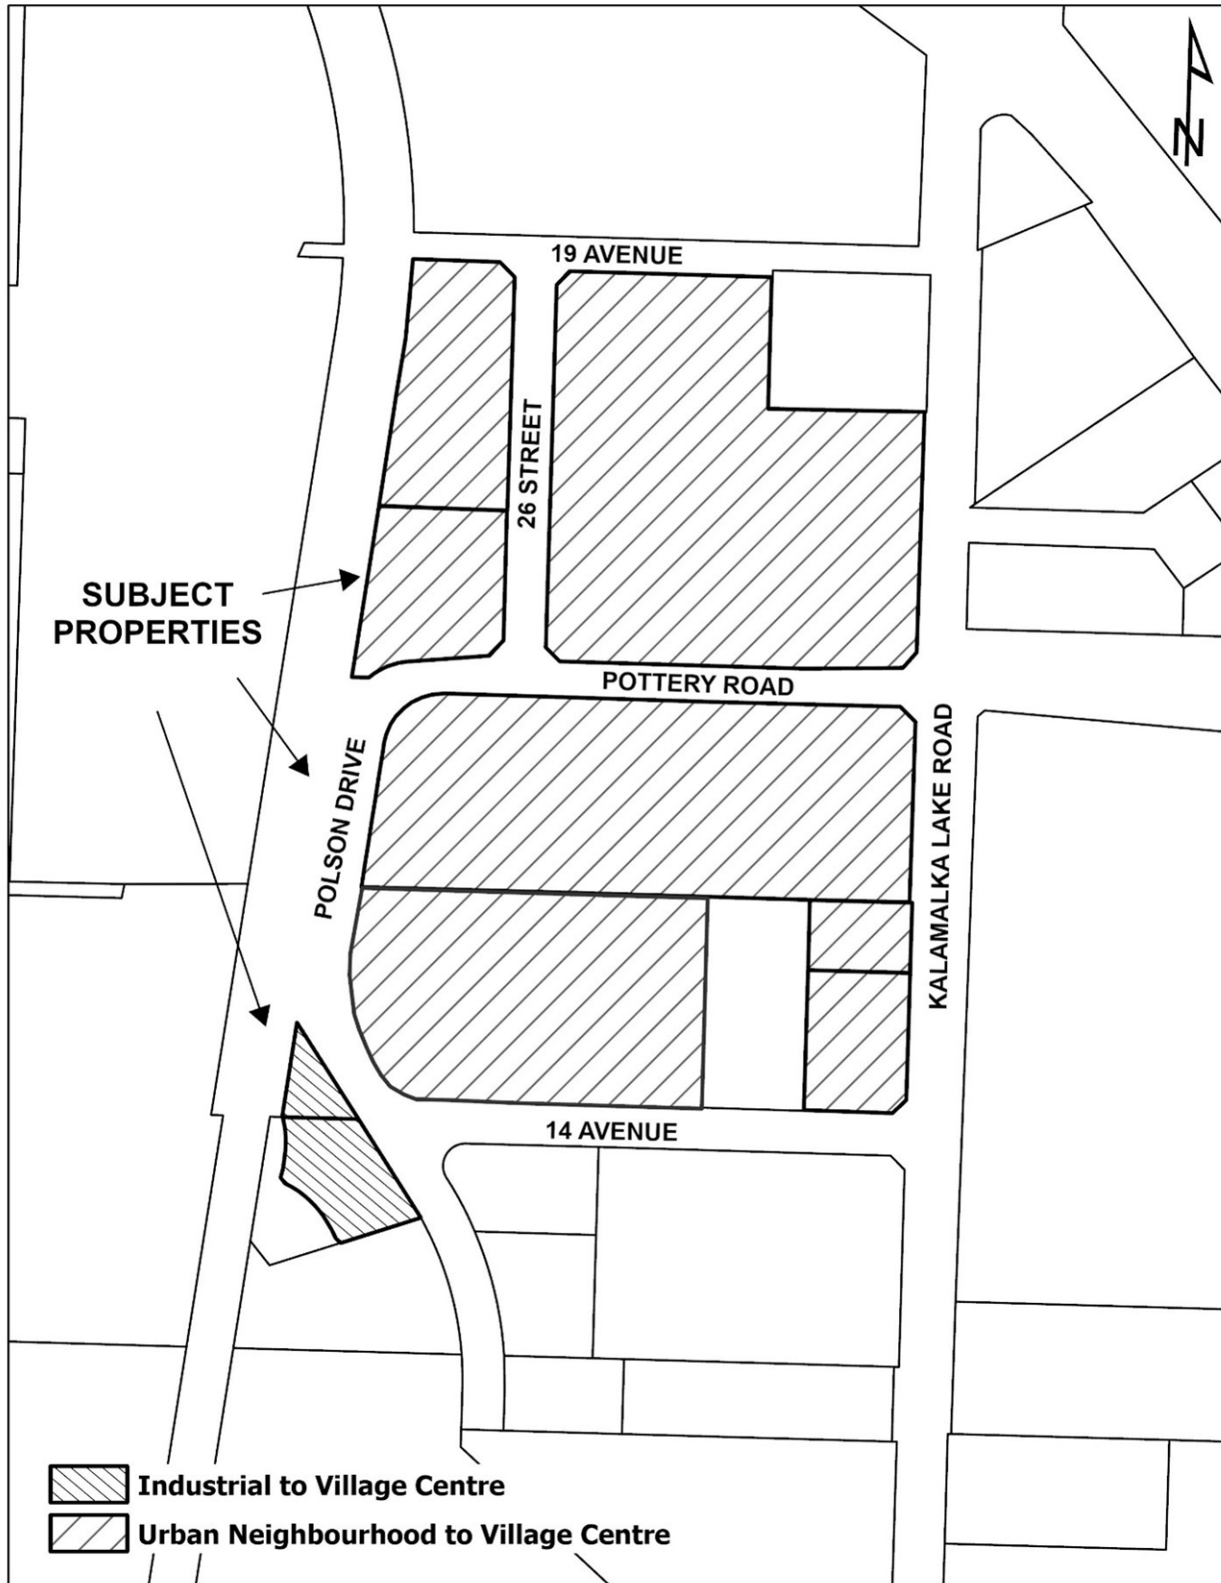 N
19 AVENUE
26 STREET
SUBJECT
PROPERTIES
POTTERY ROAD
POLSON DRIVE
KALAMALKA LAKE ROAD
14 AVENUE
Industrial to Village Centre
Urban Neighbourhood to Village Centre